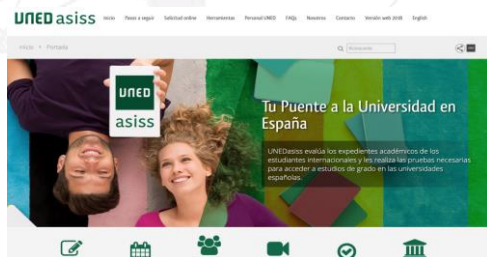 UNED asiss
Inicio Pasos a seguir Solicitud online Herramientas Personal UNED FAQs Nosotros Contacto Versión web 2018 English
Inicio Portada
UNED
asiss
Tu Puente a la Universidad en
España
UNEDasiss evalúa los expedientes académicos de los
estudiantes internacionales y les realiza las pruebas necesarias
para acceder a estudios de grado en las universidades
españolas.